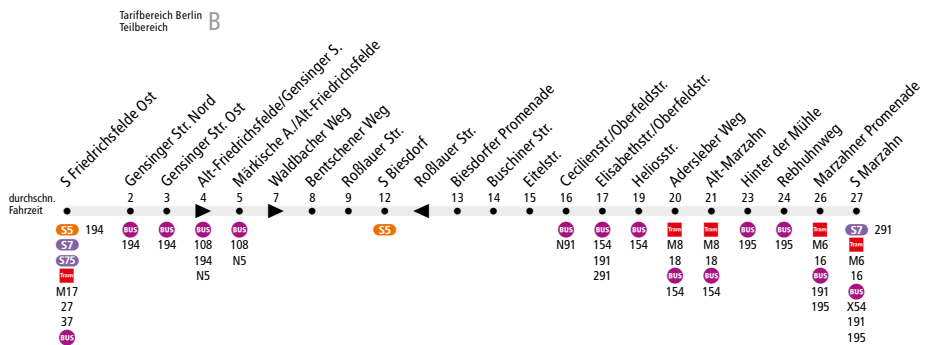 Tarifbereich Berlin
Teilbereich B
S Friedrichsfelde Ost
Gensinger Str. Nord
Gensinger Str. Ost
Alt-Friedrichsfelde/Gensinger S.
Märkische A./Alt-Friedrichsfelde
Waldbacher Weg
Bentschener Weg
Roßlauer Str.
S Biesdorf
Roßlauer Str.
Biesdorfer Promenade
Buschiner Str.
Eitelstr.
Cecilienstr./Oberfeldstr.
Elisabethstr./Oberfeldstr.
Heliosstr.
Adersleber Weg
Alt-Marzahn
Hinter der Mühle
Rebhuhnweg
Marzahner Promenade
S Marzahn
durchschn. 2 3 4 5 7 8 9 12 13 14 15 16 17 19 20 21 23 24 26 27
Fahrzeit
S5 194 BUS BUS BUS BUS S5 BUS BUS BUS Tram Tram BUS BUS Tram S7 291
S7 194 194 108 108 N91 154 154 M8 M8 195 195 M6 Tram
S75 194 N5 191 18 18 16 M6
Tram N5 291 BUS BUS BUS 16
M17 154 154 191 BUS
27 195 X54
37 191
BUS 195